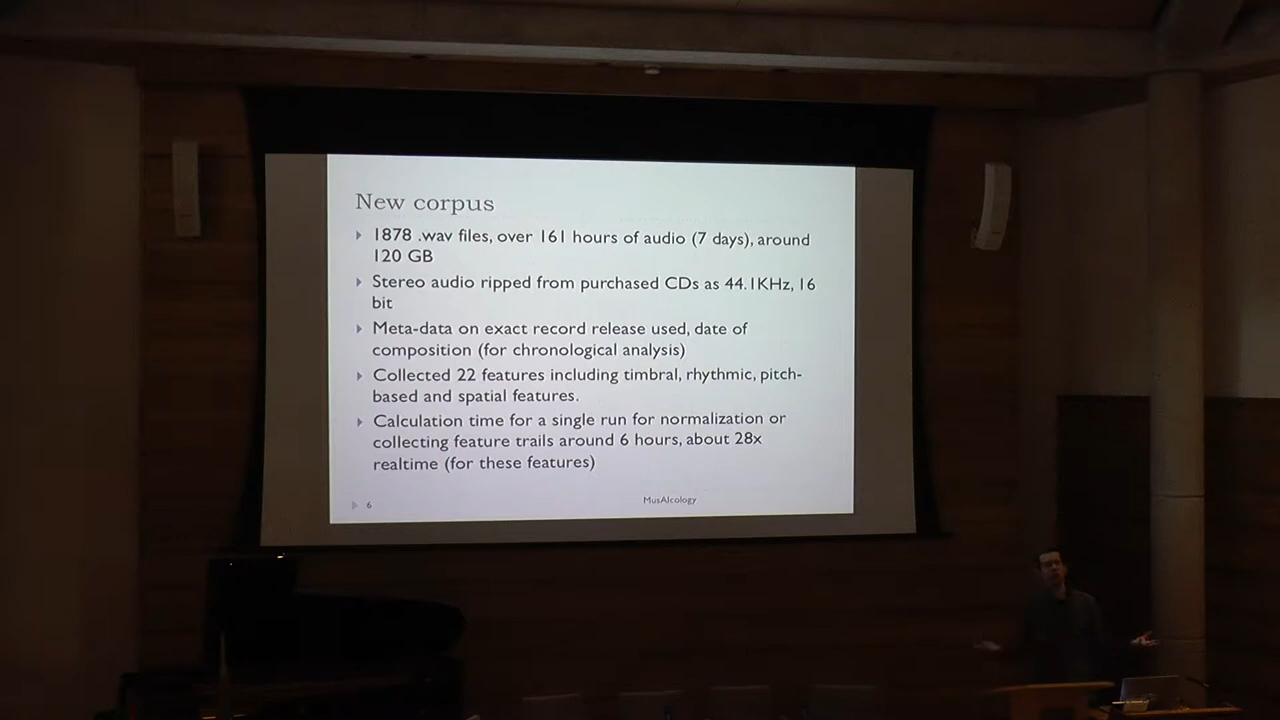 New corpus
1878 .wav files, over 161 hours of audio (7 days), around
120 GB
Stereo audio ripped from purchased CDs as 44.1KHz, 16
bit
Meta-data on exact record release used, date of
composition (for chronological analysis)
Collected 22 features including timbral, rhythmic, pitch-
based and spatial features.
Calculation time for a single run for normalization or
collecting feature trails around 6 hours, about 28x
realtime (for these features)
6
MusAIcology